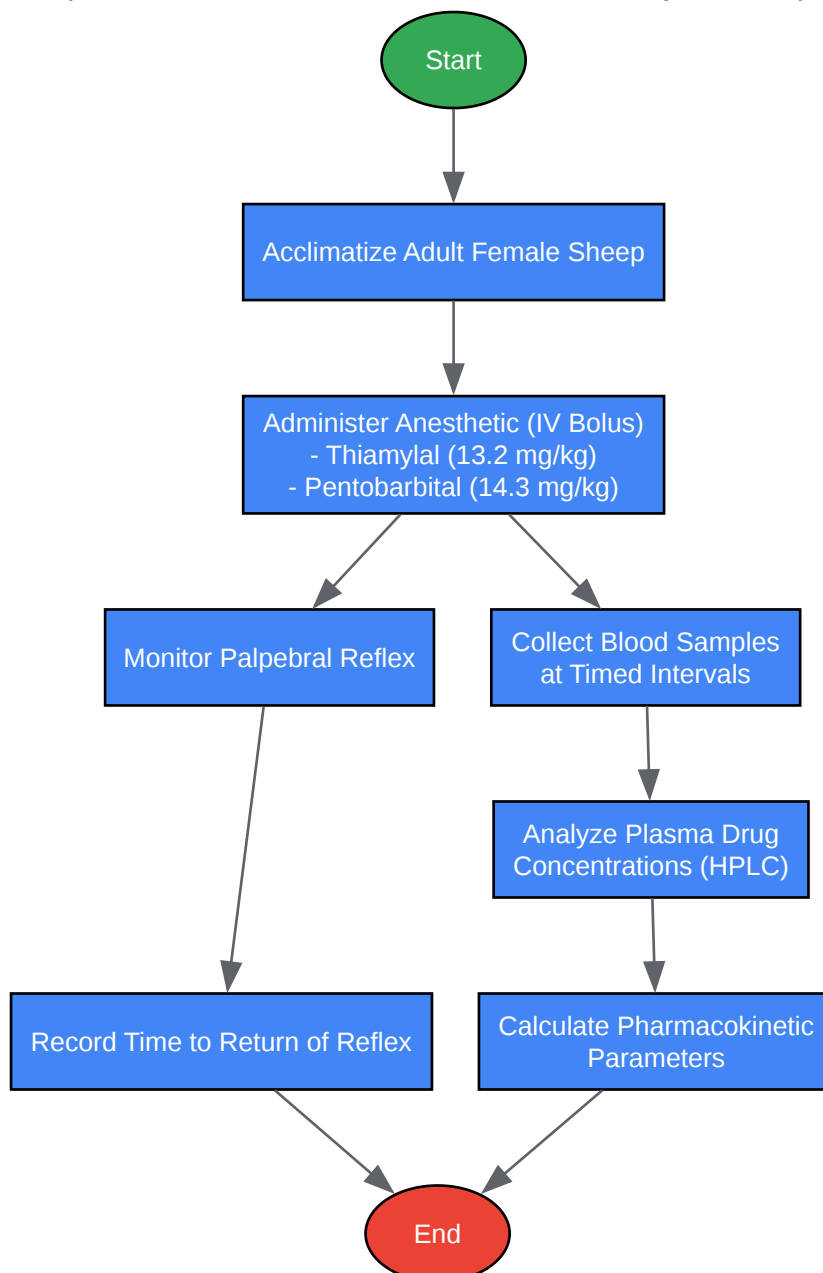 Start
Acclimatize Adult Female Sheep
Administer Anesthetic (IV Bolus)
- Thiamylal (13.2 mg/kg)
- Pentobarbital (14.3 mg/kg)
Monitor Palpebral Reflex
Collect Blood Samples
at Timed Intervals
Analyze Plasma Drug
Concentrations (HPLC)
Record Time to Return of Reflex
Calculate Pharmacokinetic
Parameters
End